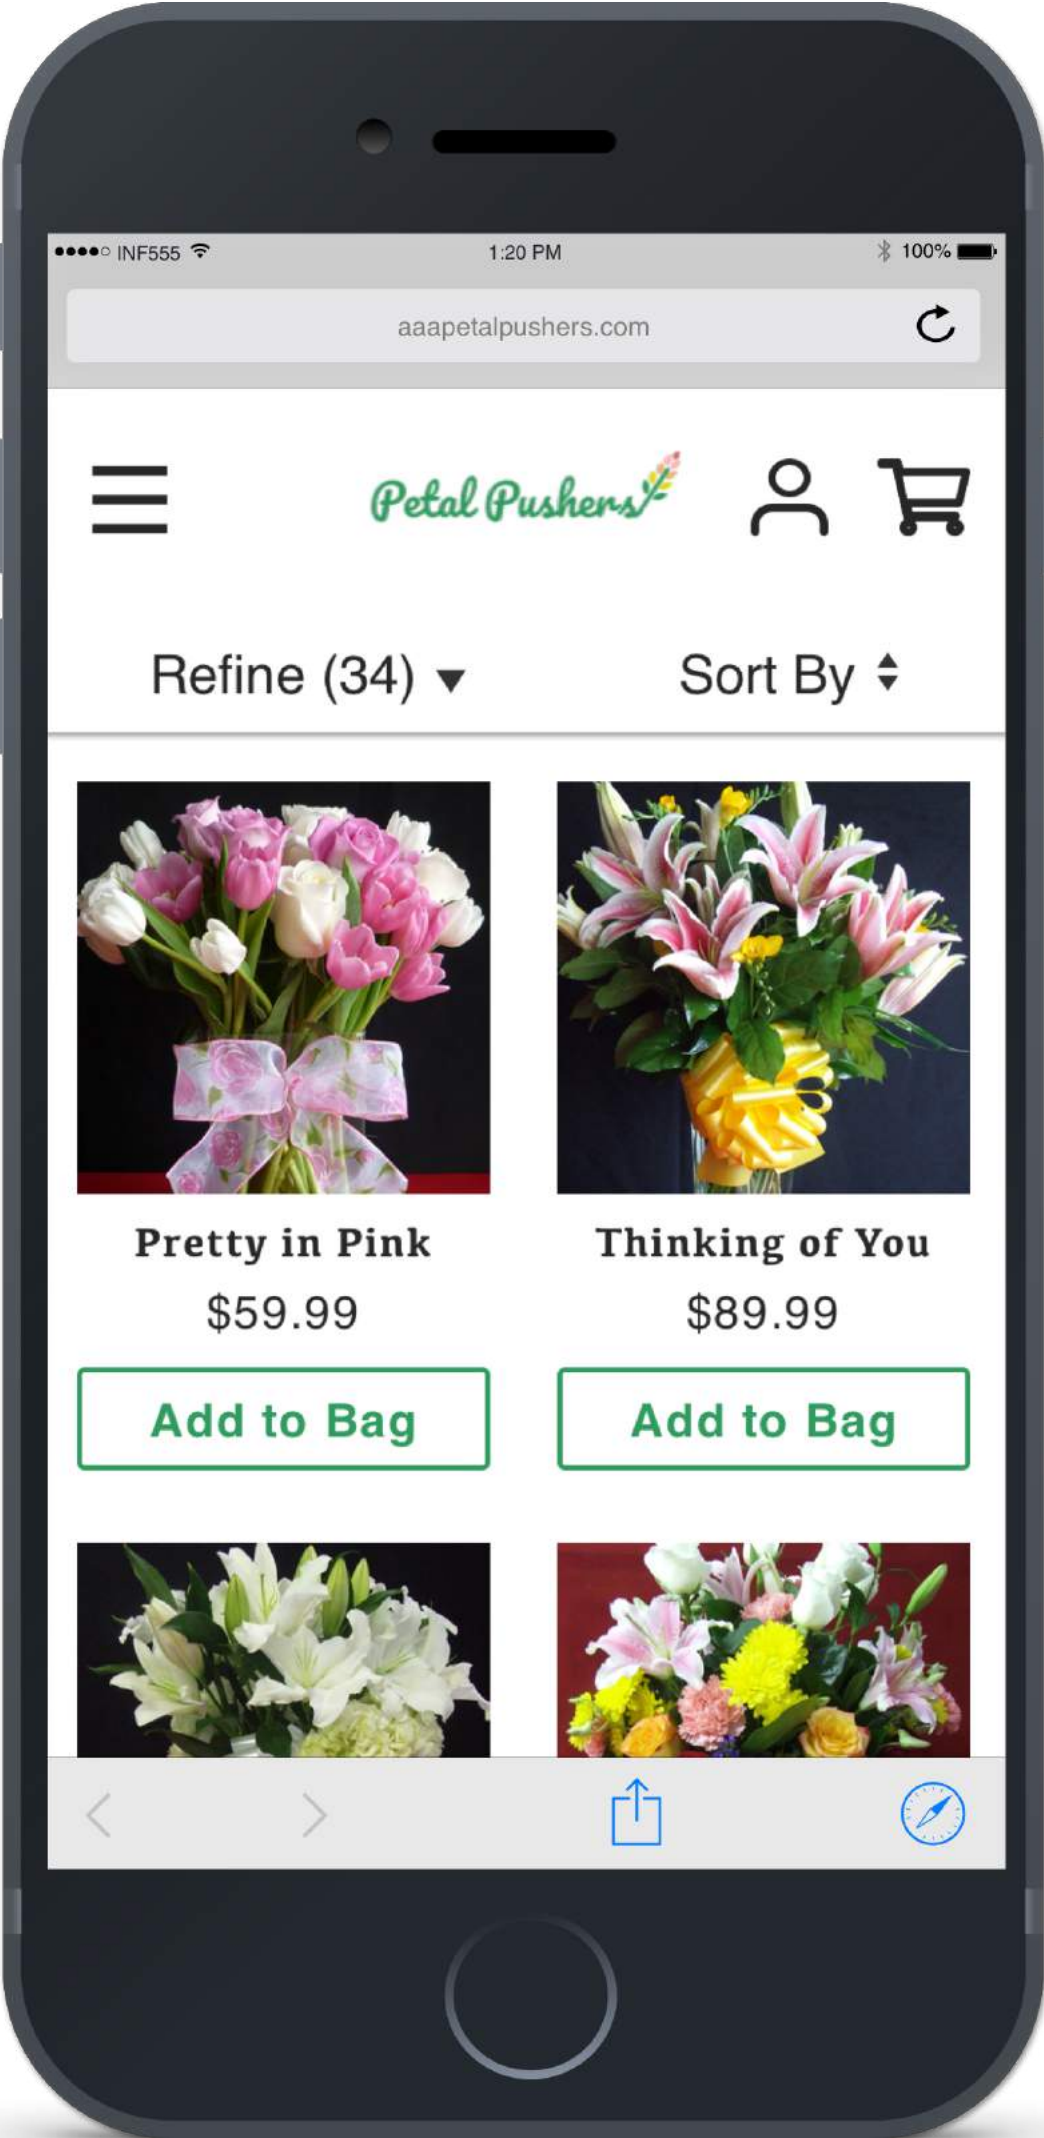 INF555 1:20 PM 100%
aaapetalpushers.com
Petal Pushers
Refine (34) Sort By
Pretty in Pink Thinking of You
$59.99 $89.99
Add to Bag Add to Bag